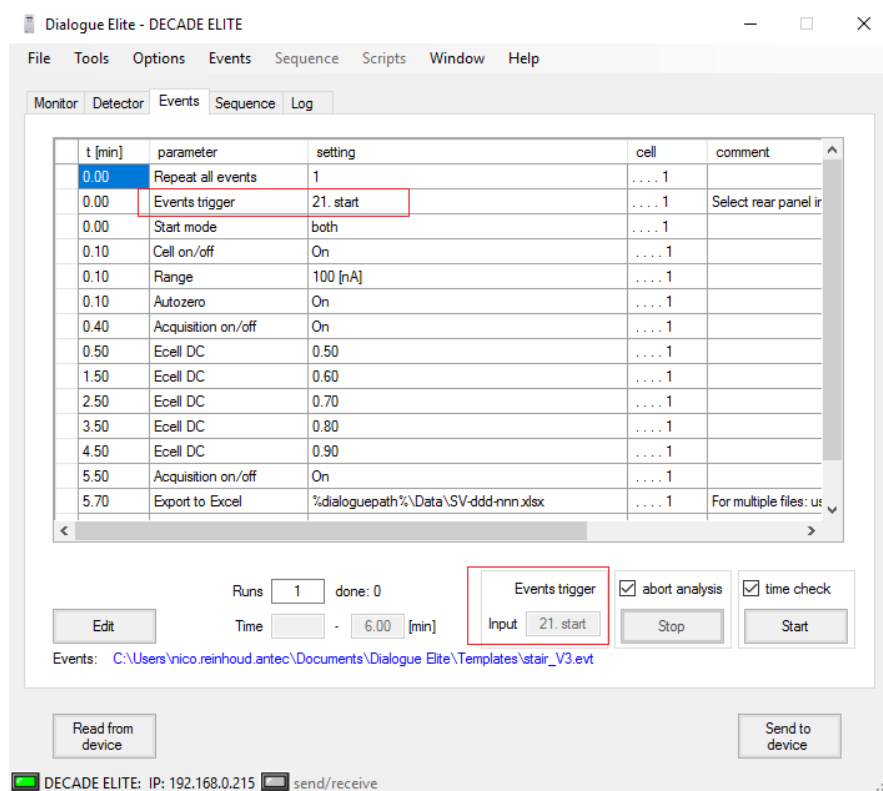 Dialogue Elite - DECADE ELITE
File Tools Options Events Sequence Scripts Window Help
Monitor Detector Events Sequence Log
t [min] parameter setting cell comment
0.00 Repeat all events 1 . . . . 1
0.00 Events trigger 21. start . . . . 1 Select rear panel in
0.00 Start mode both . . . . 1
0.10 Cell on/off On . . . . 1
0.10 Range 100 [nA] . . . . 1
0.10 Autozero On . . . . 1
0.40 Acquisition on/off On . . . . 1
0.50 Ecell DC 0.50 . . . . 1
1.50 Ecell DC 0.60 . . . . 1
2.50 Ecell DC 0.70 . . . . 1
3.50 Ecell DC 0.80 . . . . 1
4.50 Ecell DC 0.90 . . . . 1
5.50 Acquisition on/off On . . . . 1
5.70 Export to Excel %dialoguepath%\Data\SV-ddd-nnn.xlsx . . . . 1 For multiple files: us
Runs 1 done: 0 Events trigger abort analysis time check
Edit Time - 6.00 [min] Input 21. start Stop Start
Events: C:\Users\nico.reinhoud.antec\Documents\Dialogue Elite\Templates\stair_V3.evt
Read from device
Send to device
DECADE ELITE: IP: 192.168.0.215 send/receive